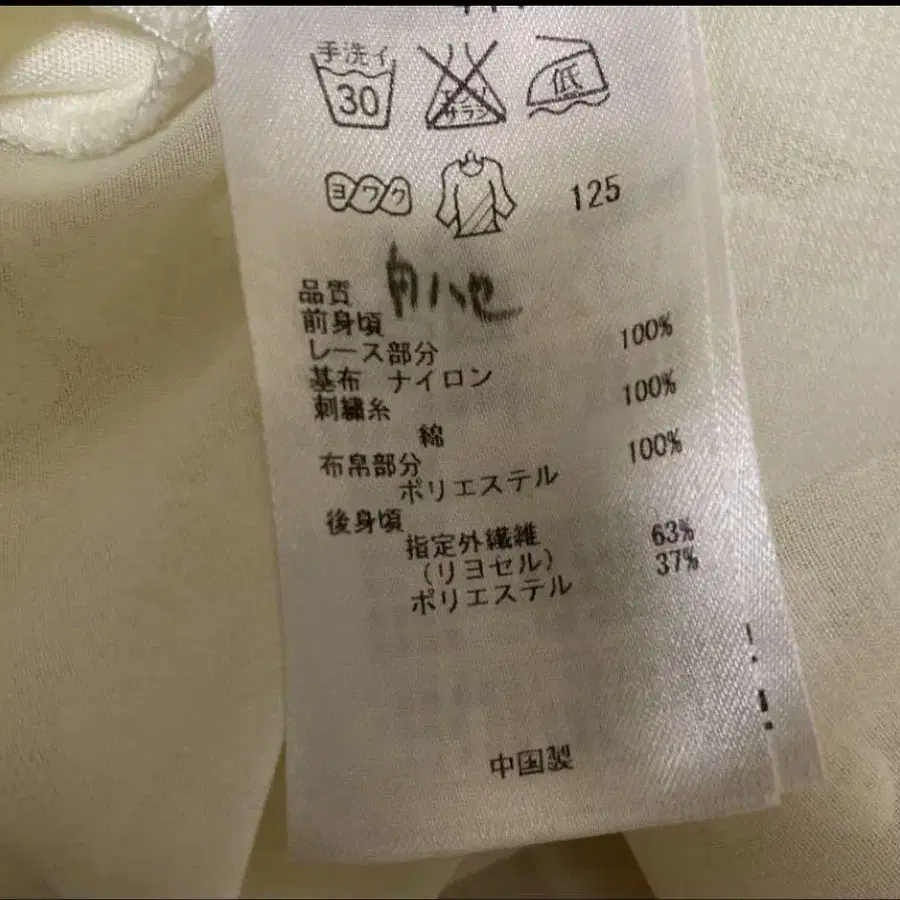 手洗イ
30
低
ヨワク
125
品質
前身頃
レース部分
基布 ナイロン 100%
刺繍糸
綿 100%
布帛部分
ポリエステル 100%
後身頃
指定外繊維
(リヨセル) 63%
ポリエステル 37%
中国製